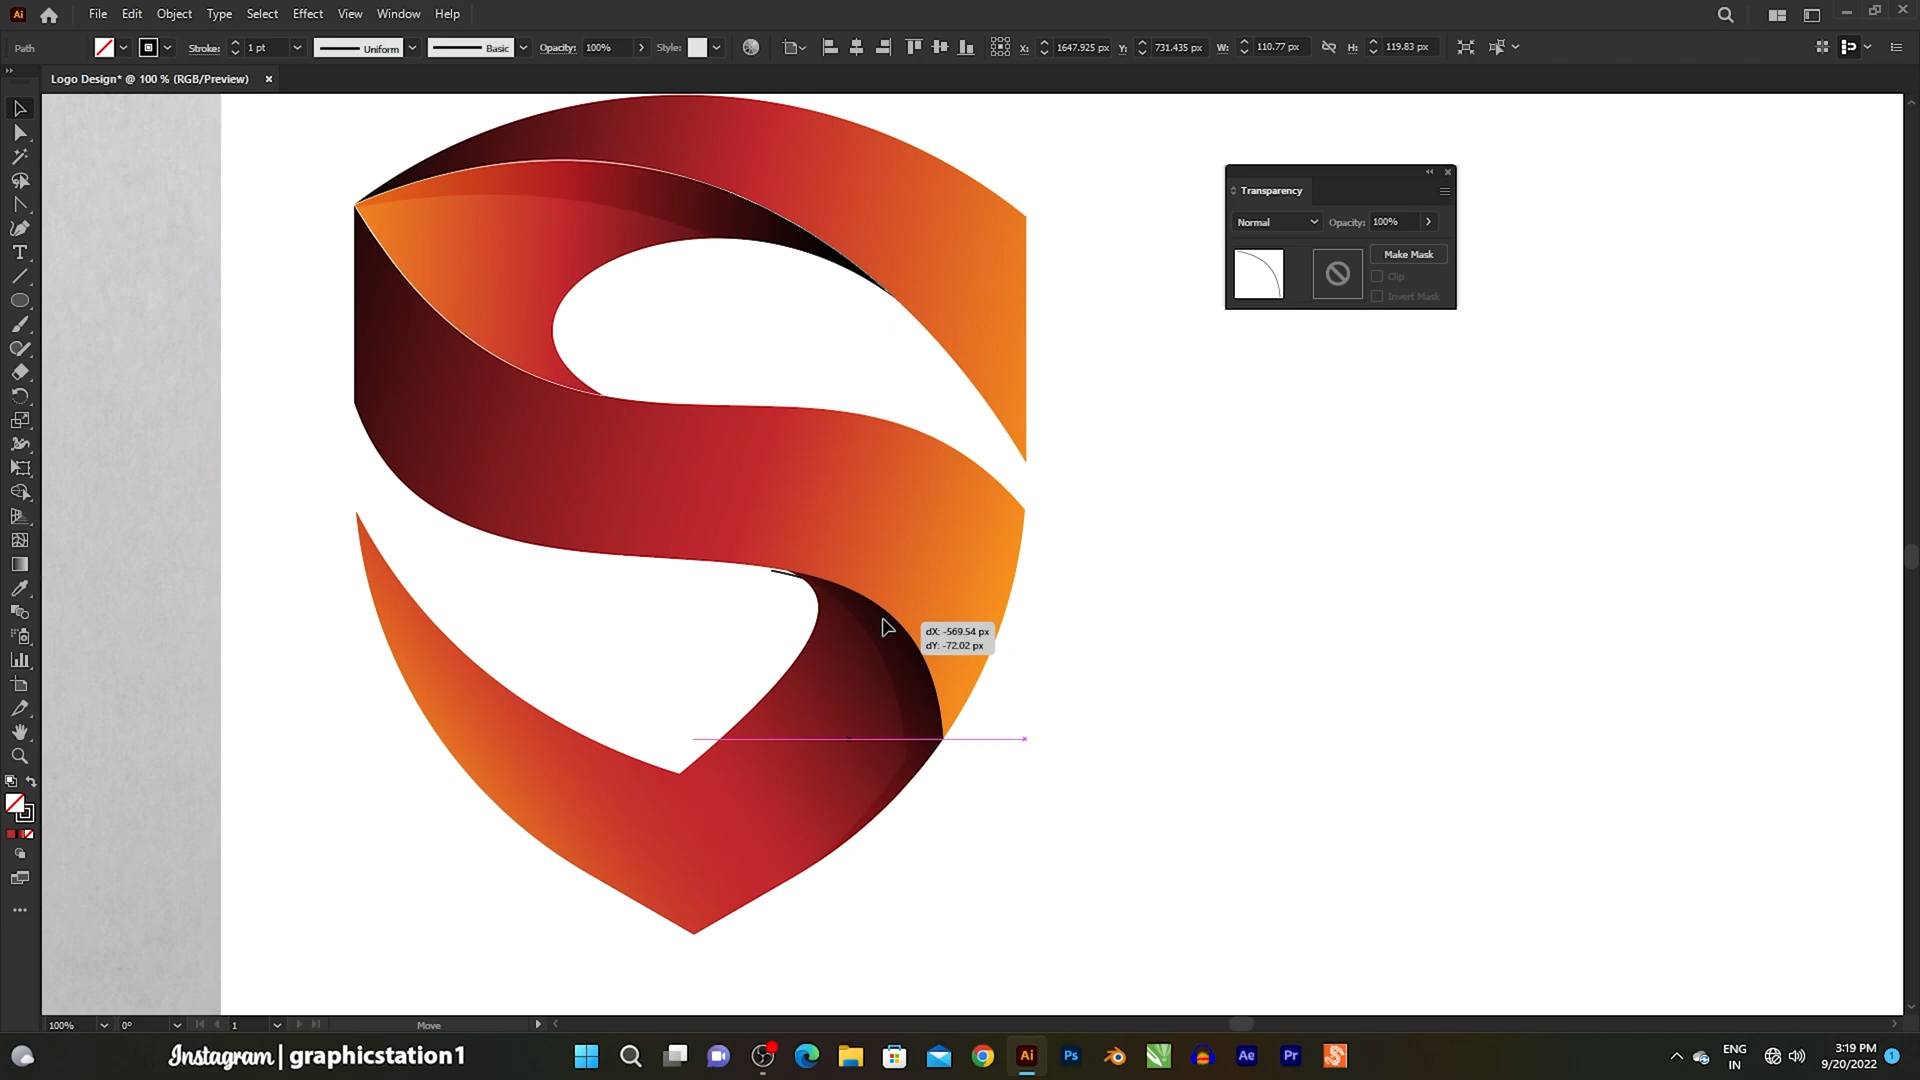 Ai File Edit Object Type Select Effect View Window Help
Path Stroke: 1 pt Uniform Basic Opacity: 100% Style: X: 1647.925 px Y: 731.435 px W: 110.77 px H: 119.83 px
Logo Design* @ 100 % (RGB/Preview)
Transparency
Normal Opacity: 100%
Make Mask
Clip
Invert Mask
dX: -569.54 px
dY: -72.02 px
100% 0° 1 Move
Instagram | graphicstation1
Ai Ps Ae Pr
ENG
IN
3:19 PM
9/20/2022
1